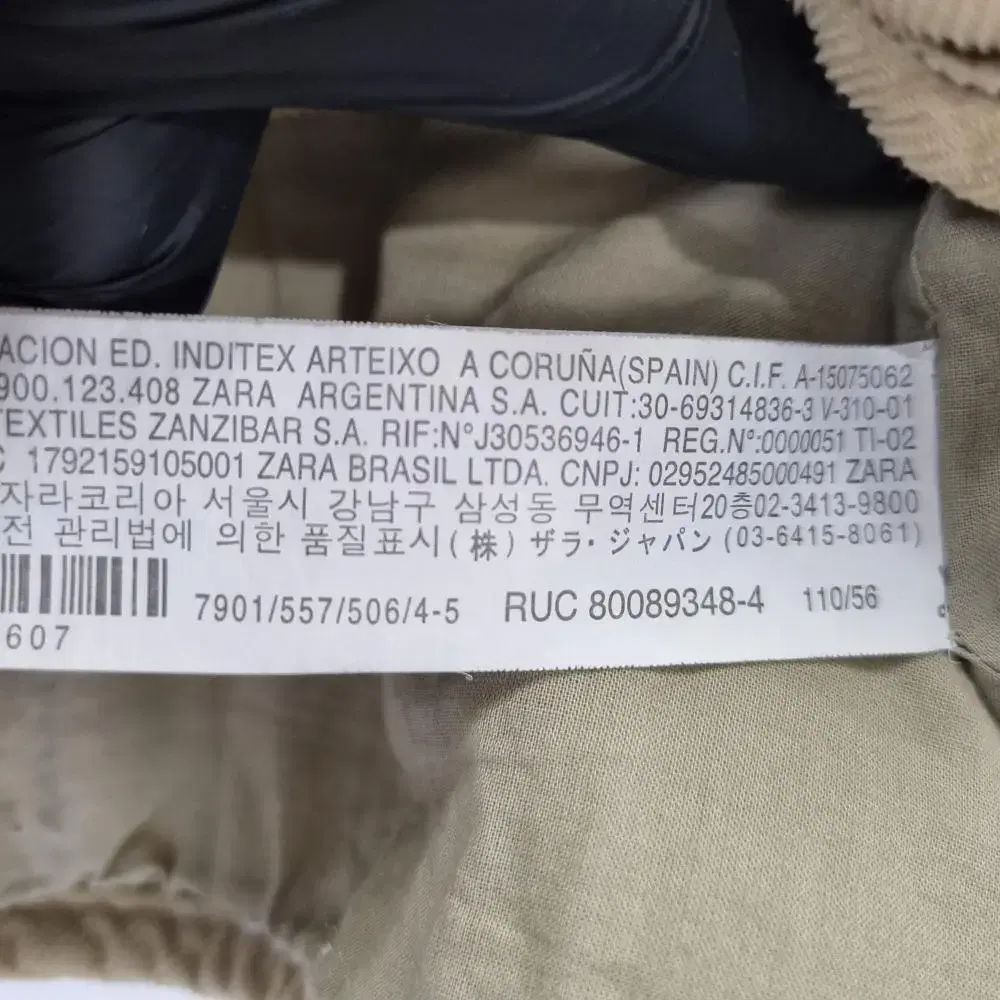 ACION ED. INDITEX ARTEIXO A CORUÑA(SPAIN) C.I.F. A-15075062
900.123.408 ZARA ARGENTINA S.A. CUIT:30-69314836-3 V-310-01
TEXTILES ZANZIBAR S.A. RIF:N°J30536946-1 REG.N°:0000051 TI-02
C 1792159105001 ZARA BRASIL LTDA. CNPJ: 02952485000491 ZARA
자라코리아 서울시 강남구 삼성동 무역센터20층02-3413-9800
전 관리법에 의한 품질표시(株) ザラ・ジャパン(03-6415-8061)
7901/557/506/4-5 RUC 80089348-4 110/56
607